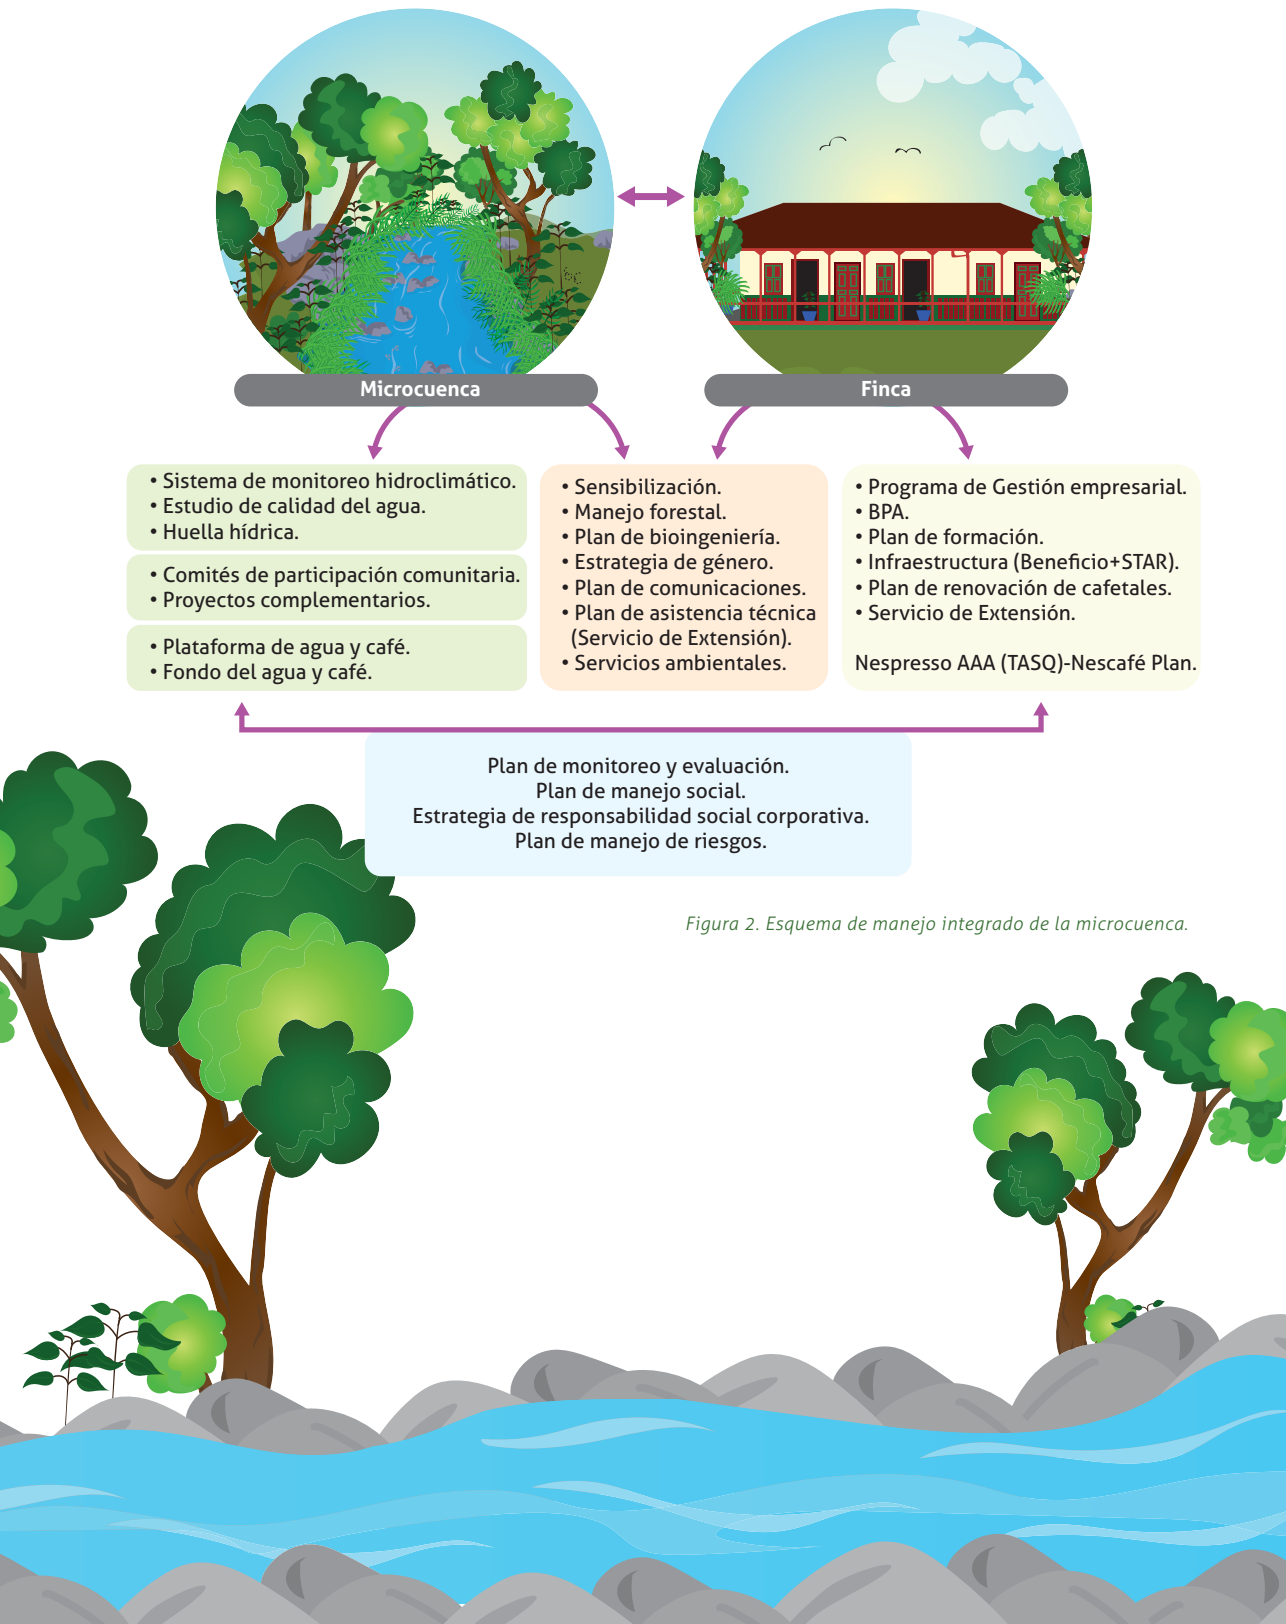 Microcuenca
Finca
• Sistema de monitoreo hidroclimático.
• Estudio de calidad del agua.
• Huella hídrica.
• Comités de participación comunitaria.
• Proyectos complementarios.
• Plataforma de agua y café.
• Fondo del agua y café.
• Sensibilización.
• Manejo forestal.
• Plan de bioingeniería.
• Estrategia de género.
• Plan de comunicaciones.
• Plan de asistencia técnica
(Servicio de Extensión).
• Servicios ambientales.
• Programa de Gestión empresarial.
• BPA.
• Plan de formación.
• Infraestructura (Beneficio+STAR).
• Plan de renovación de cafetales.
• Servicio de Extensión.
Nespresso AAA (TASQ)-Nescafé Plan.
Plan de monitoreo y evaluación.
Plan de manejo social.
Estrategia de responsabilidad social corporativa.
Plan de manejo de riesgos.
Figura 2. Esquema de manejo integrado de la microcuenca.